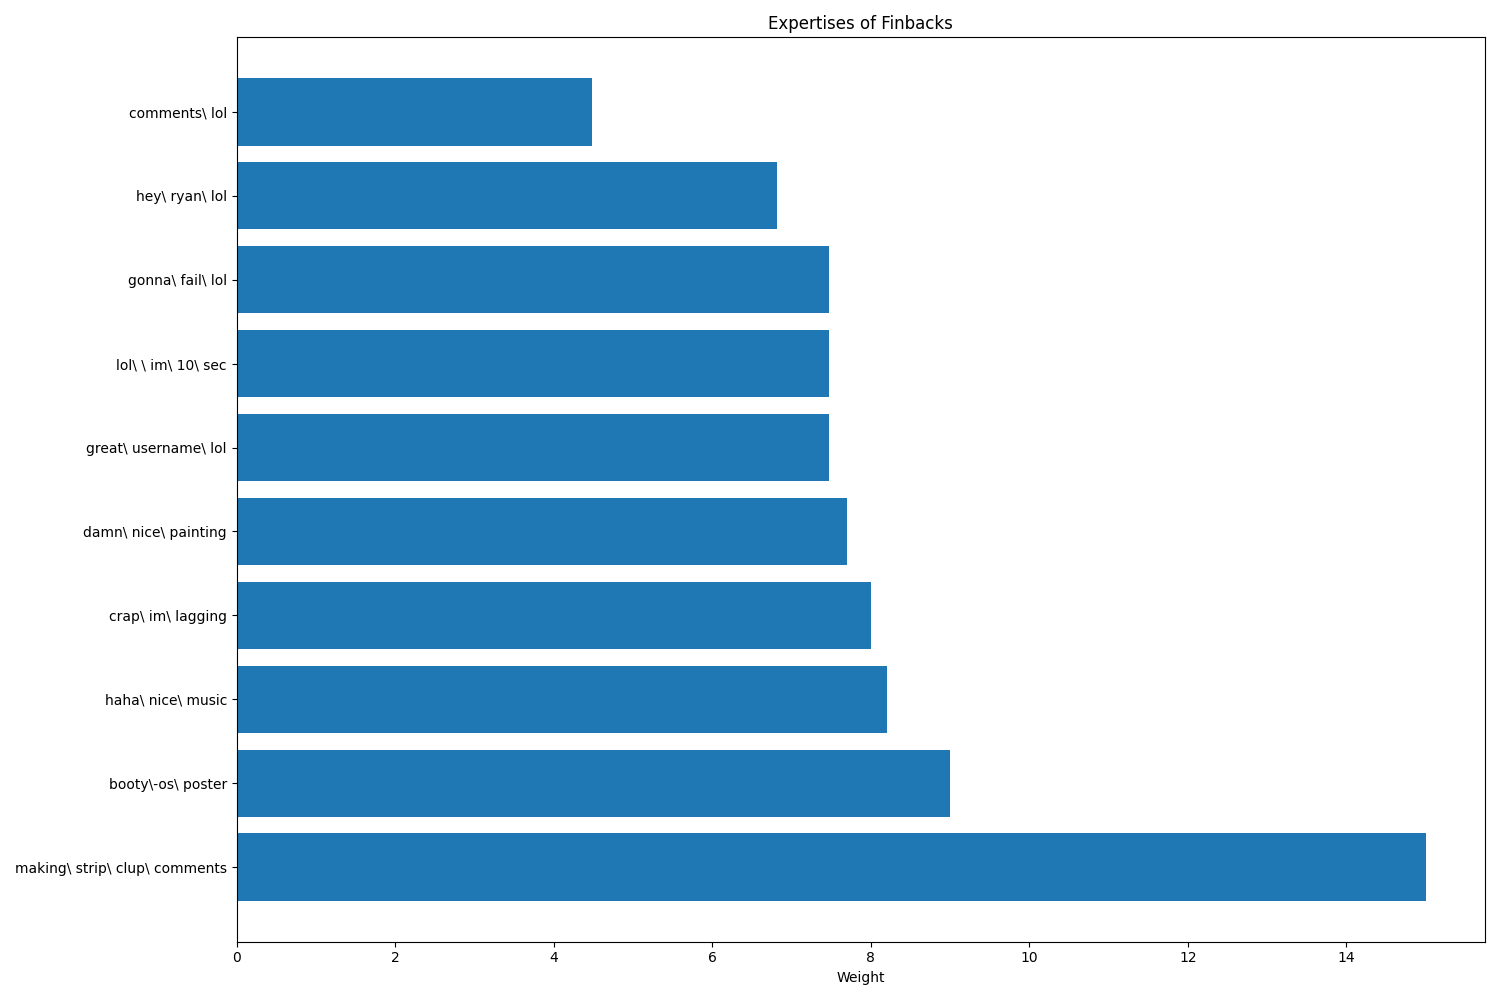 Expertises of Finbacks
comments\ lol
hey\ ryan\ lol
gonna\ fail\ lol
lol\ \ im\ 10\ sec
great\ username\ lol
damn\ nice\ painting
crap\ im\ lagging
haha\ nice\ music
booty\-os\ poster
making\ strip\ clup\ comments
0 2 4 6 8 10 12 14
Weight